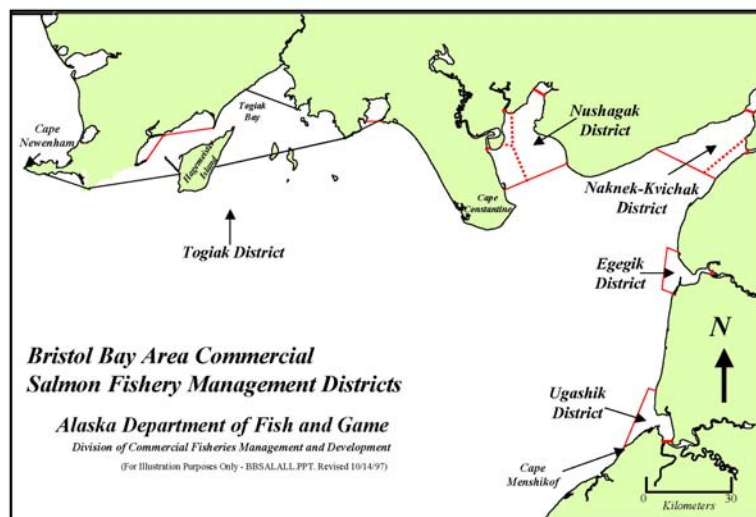 Cape
Newenham
Togiak
Bay
Hagemeister
Island
Togiak District
Cape
Constantine
Nushagak
District
Naknek-Kvichak
District
Egegik
District
N
Bristol Bay Area Commercial
Salmon Fishery Management Districts
Alaska Department of Fish and Game
Division of Commercial Fisheries Management and Development
(For Illustration Purposes Only - BBSALALL.PPT. Revised 10/14/97)
Ugashik
District
Cape
Menshikof
0
30
Kilometers